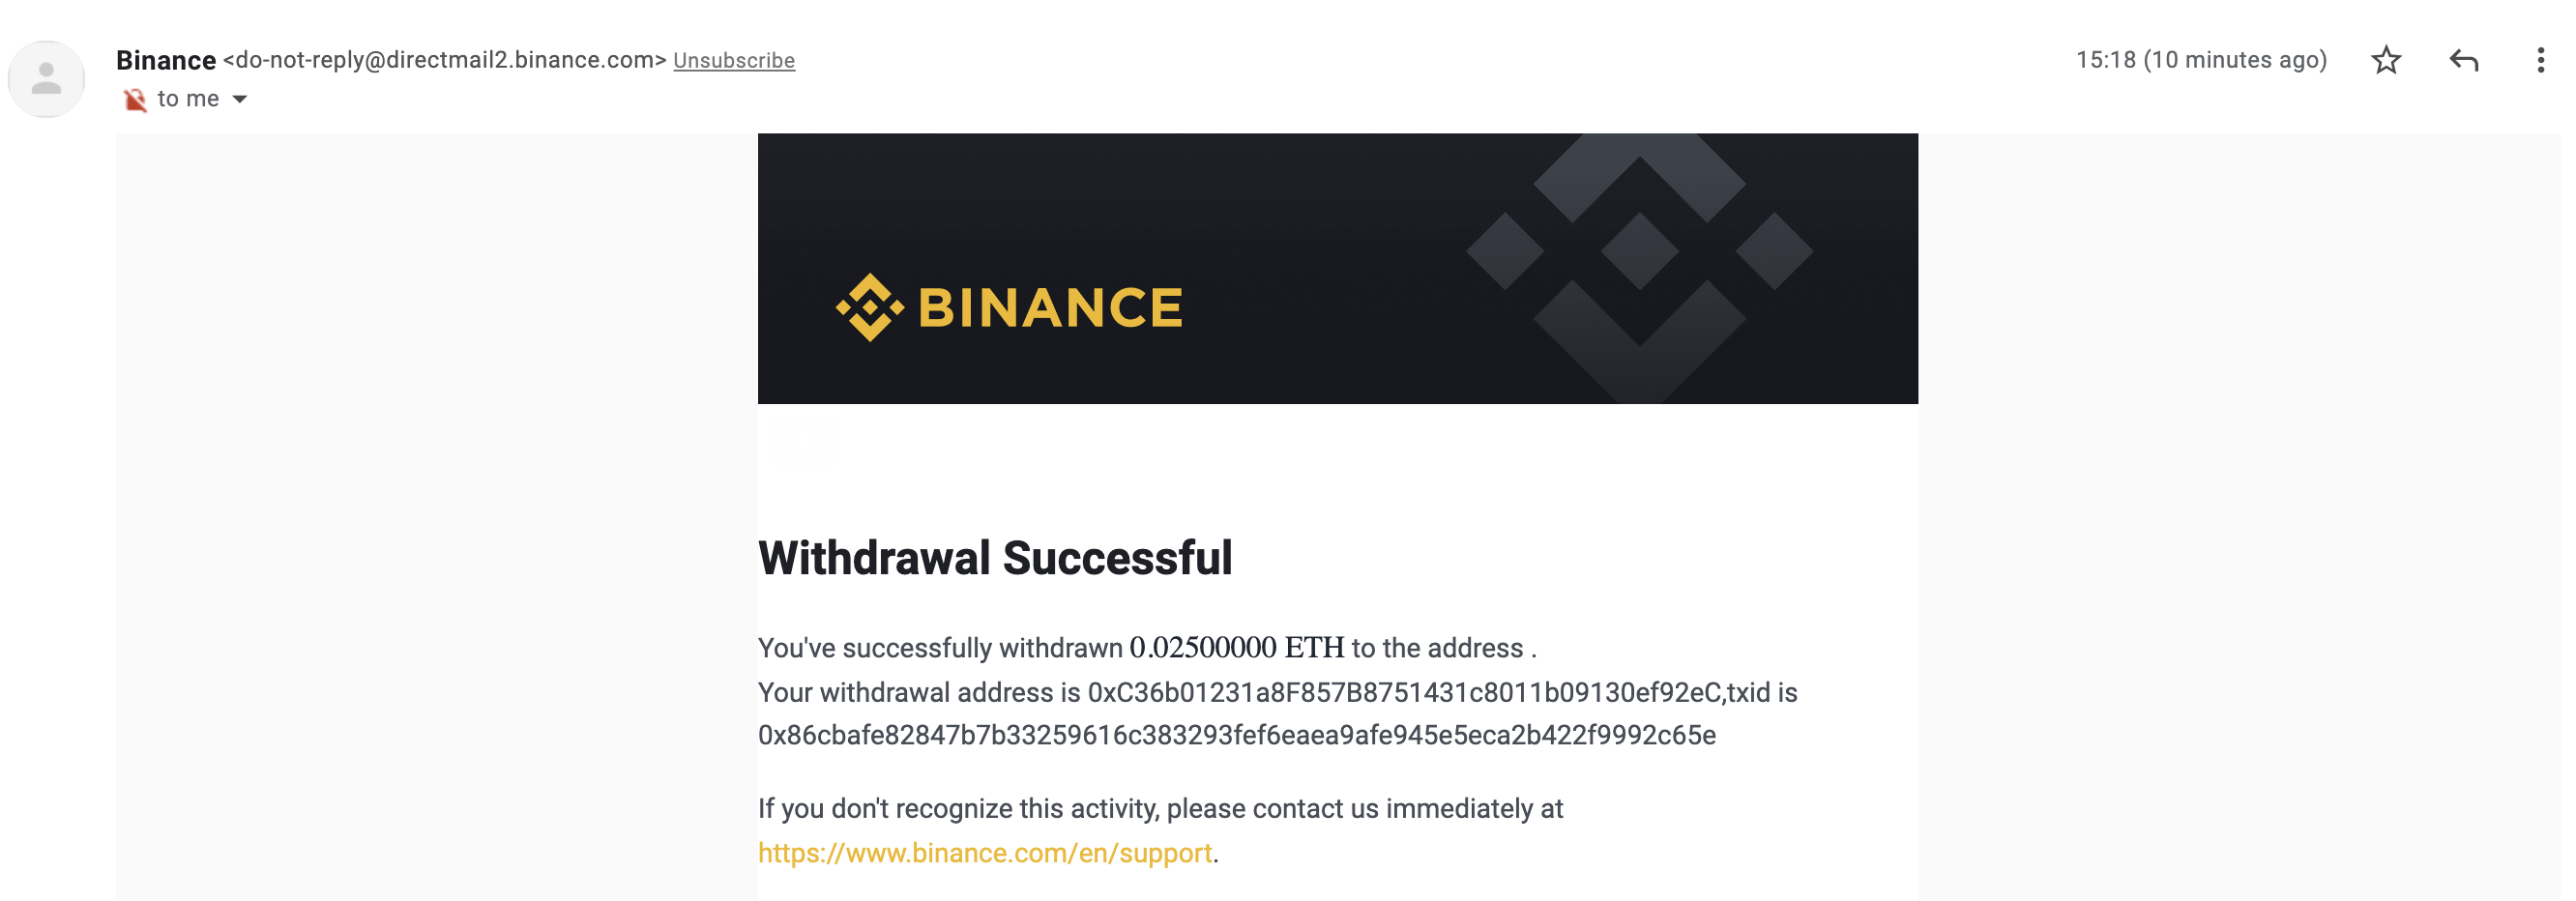 Binance <do-not-reply@directmail2.binance.com> Unsubscribe
15:18 (10 minutes ago)
to me
BINANCE
Withdrawal Successful
You've successfully withdrawn 0.02500000 ETH to the address .
Your withdrawal address is 0xC36b01231a8F857B8751431c8011b09130ef92eC,txid is
0x86cbafe82847b7b33259616c383293fef6eaea9afe945e5eca2b422f9992c65e
If you don't recognize this activity, please contact us immediately at
https://www.binance.com/en/support.